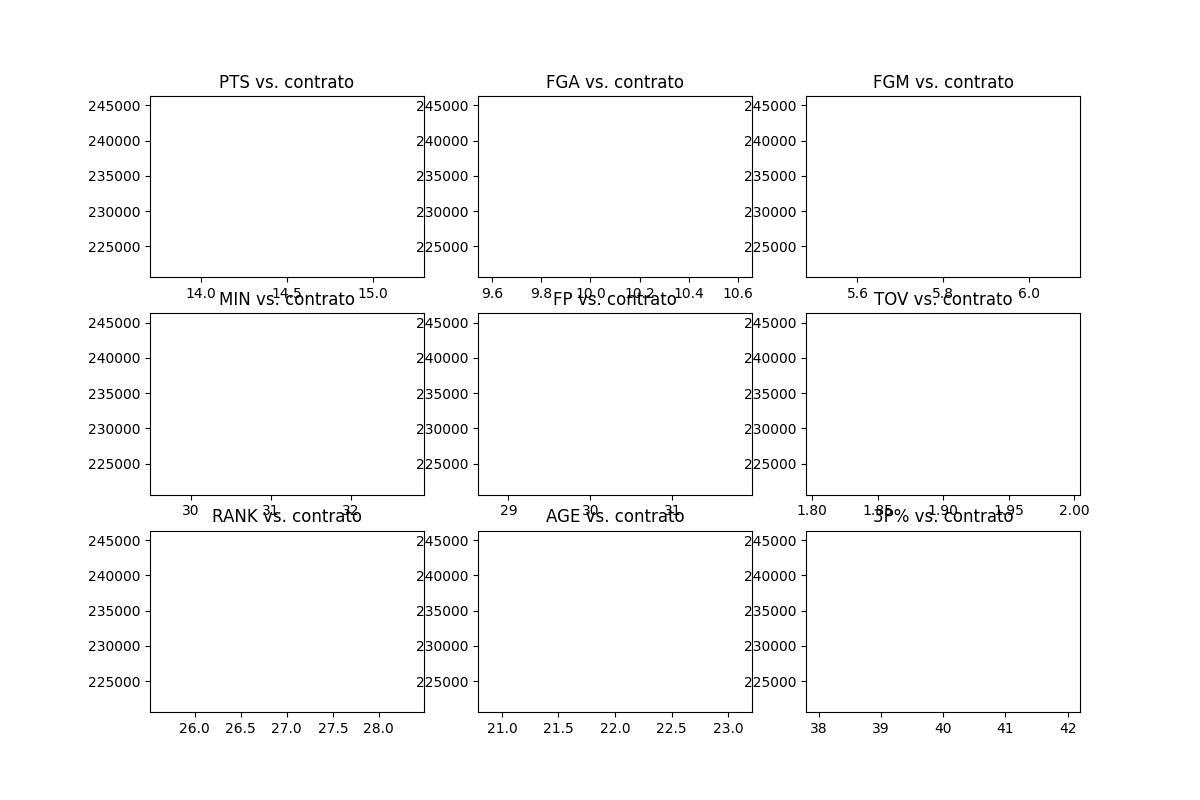 PTS vs. contrato
FGA vs. contrato
FGM vs. contrato
245000
240000
235000
230000
225000
14.0 14.5 15.0
245000
240000
235000
230000
225000
9.6 9.8 10.0 10.2 10.4 10.6
245000
240000
235000
230000
225000
5.6 5.8 6.0
MIN vs. contrato
FP vs. contrato
TOV vs. contrato
245000
240000
235000
230000
225000
30 31 32
245000
240000
235000
230000
225000
29 30 31
245000
240000
235000
230000
225000
1.80 1.85 1.90 1.95 2.00
RANK vs. contrato
AGE vs. contrato
3P% vs. contrato
245000
240000
235000
230000
225000
26.0 26.5 27.0 27.5 28.0
245000
240000
235000
230000
225000
21.0 21.5 22.0 22.5 23.0
245000
240000
235000
230000
225000
38 39 40 41 42